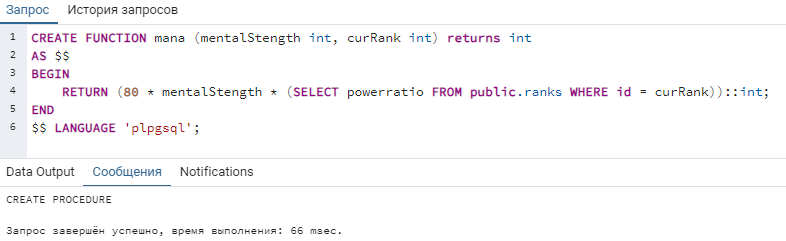 Запрос История запросов
1 CREATE FUNCTION mana (mentalStength int, curRank int) returns int
2 AS $$
3 BEGIN
4 RETURN (80 * mentalStength * (SELECT powerratio FROM public.ranks WHERE id = curRank))::int;
5 END
6 $$ LANGUAGE 'plpgsql';
Data Output Сообщения Notifications
CREATE PROCEDURE
Запрос завершён успешно, время выполнения: 66 msec.